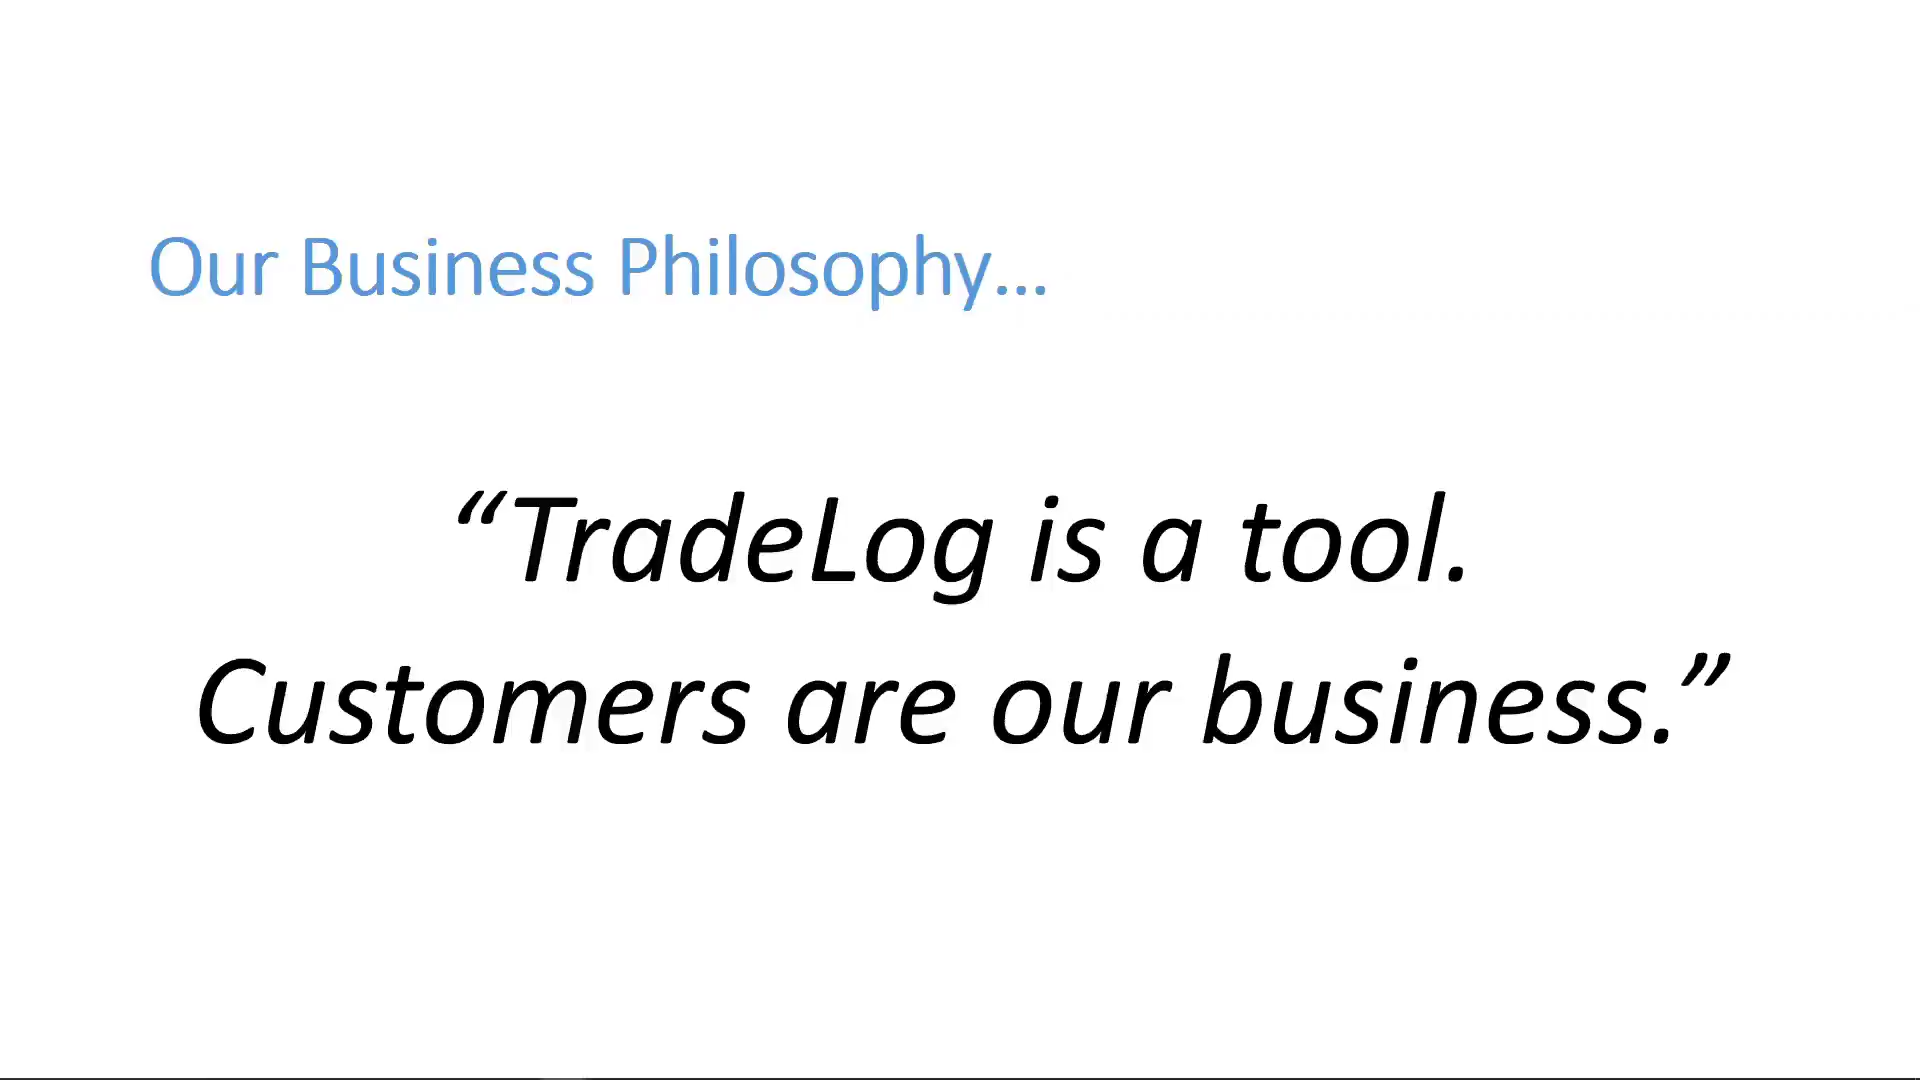 Our Business Philosophy...
“TradeLog is a tool.
Customers are our business.”